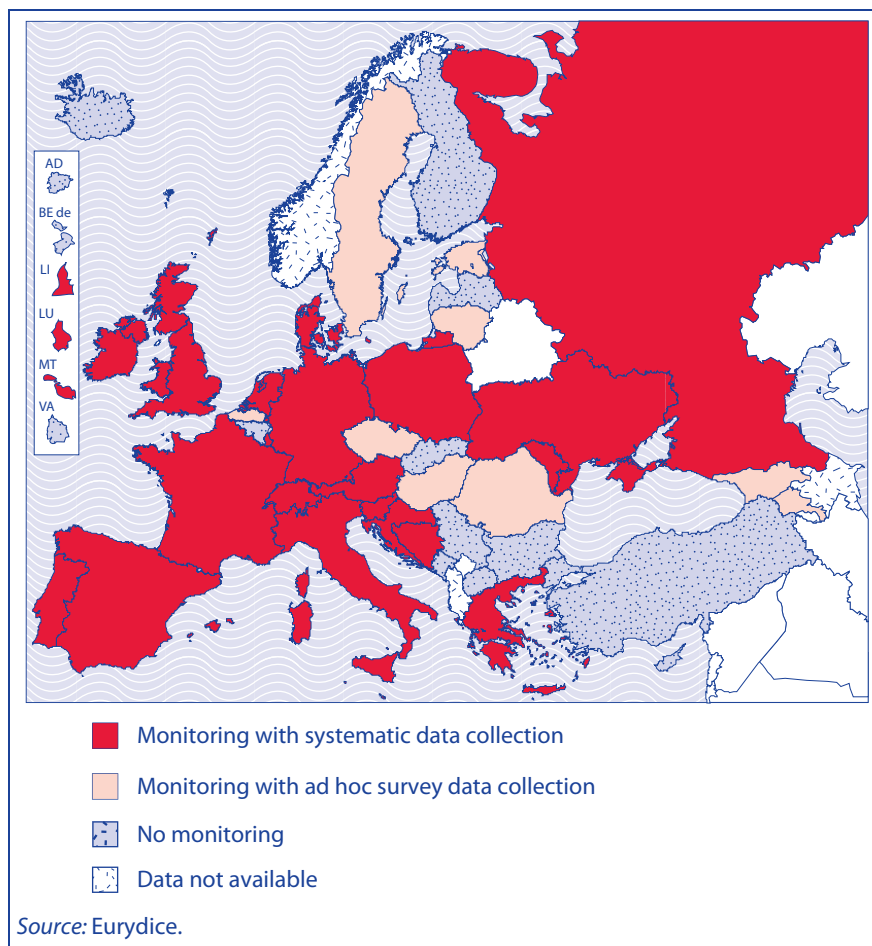 AD
BE de
LI
LU
MT
VA
Monitoring with systematic data collection
Monitoring with ad hoc survey data collection
No monitoring
Data not available
Source: Eurydice.